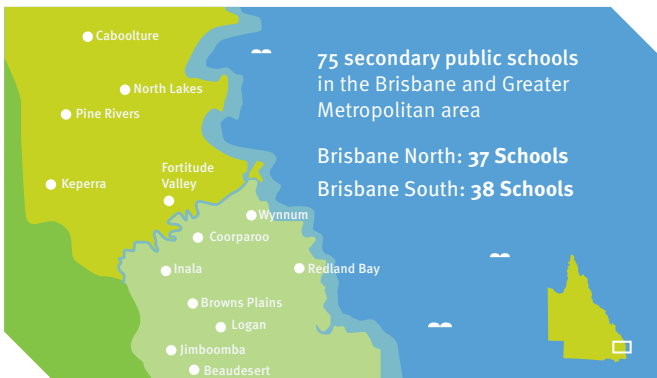 Caboolture
North Lakes
Pine Rivers
Fortitude
Valley
Keperra
Wynnum
Coorparoo
Inala
Redland Bay
Browns Plains
Logan
Jimboomba
Beaudesert
75 secondary public schools
in the Brisbane and Greater
Metropolitan area
Brisbane North: 37 Schools
Brisbane South: 38 Schools